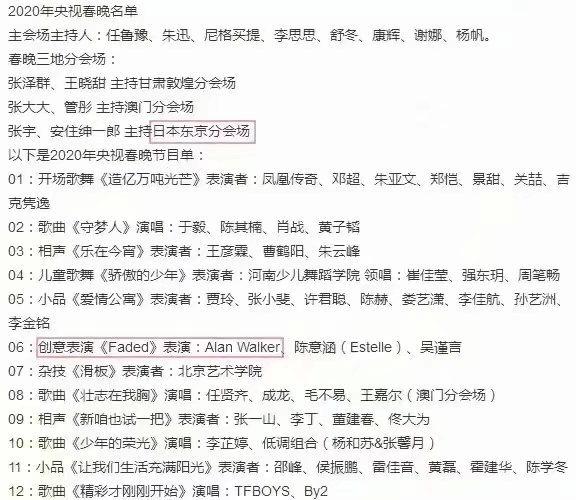 2020年央视春晚名单
主会场主持人：任鲁豫、朱迅、尼格买提、李思思、舒冬、康辉、谢娜、杨帆。
春晚三地分会场：
张泽群、王晓甜 主持甘肃敦煌分会场
张大大、管彤 主持澳门分会场
张宇、安住绅一郎 主持日本东京分会场
以下是2020年央视春晚节目单：
01：开场歌舞《造亿万吨光芒》表演者：凤凰传奇、邓超、朱亚文、郑恺、景甜、关喆、吉
克隽逸
02：歌曲《守梦人》演唱：于毅、陈其楠、肖战、黄子韬
03：相声《乐在今宵》表演者：王彦霖、曹鹤阳、朱云峰
04：儿童歌舞《骄傲的少年》表演者：河南少儿舞蹈学院 领唱：崔佳莹、强东玥、周笔畅
05：小品《爱情公寓》表演者：贾玲、张小斐、许君聪、陈赫、娄艺潇、李佳航、孙艺洲、
李金铭
06：创意表演《Faded》表演：Alan Walker、陈意涵（Estelle）、吴谨言
07：杂技《滑板》表演者：北京艺术学院
08：歌曲《壮志在我胸》演唱：任贤齐、成龙、毛不易、王嘉尔（澳门分会场）
09：相声《新咱也试一把》表演者：张一山、李丁、董建春、佟大为
10：歌曲《少年的荣光》演唱：李芷婷、低调组合（杨和苏&张馨月）
11：小品《让我们生活充满阳光》表演者：邵峰、侯振鹏、雷佳音、黄磊、霍建华、陈学冬
12：歌曲《精彩才刚刚开始》演唱：TFBOYS、By2